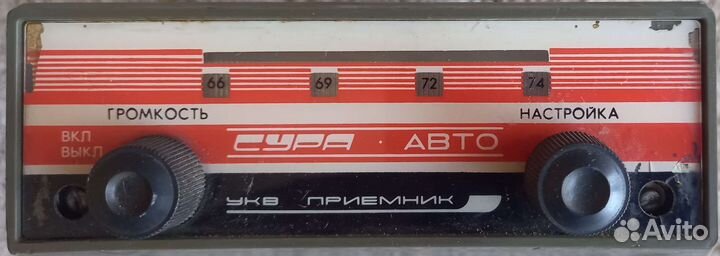 66 69 72 74
ГРОМКОСТЬ НАСТРОЙКА
ВКЛ
ВЫКЛ
СУРА · АВТО
УКВ ПРИЕМНИК
Avito